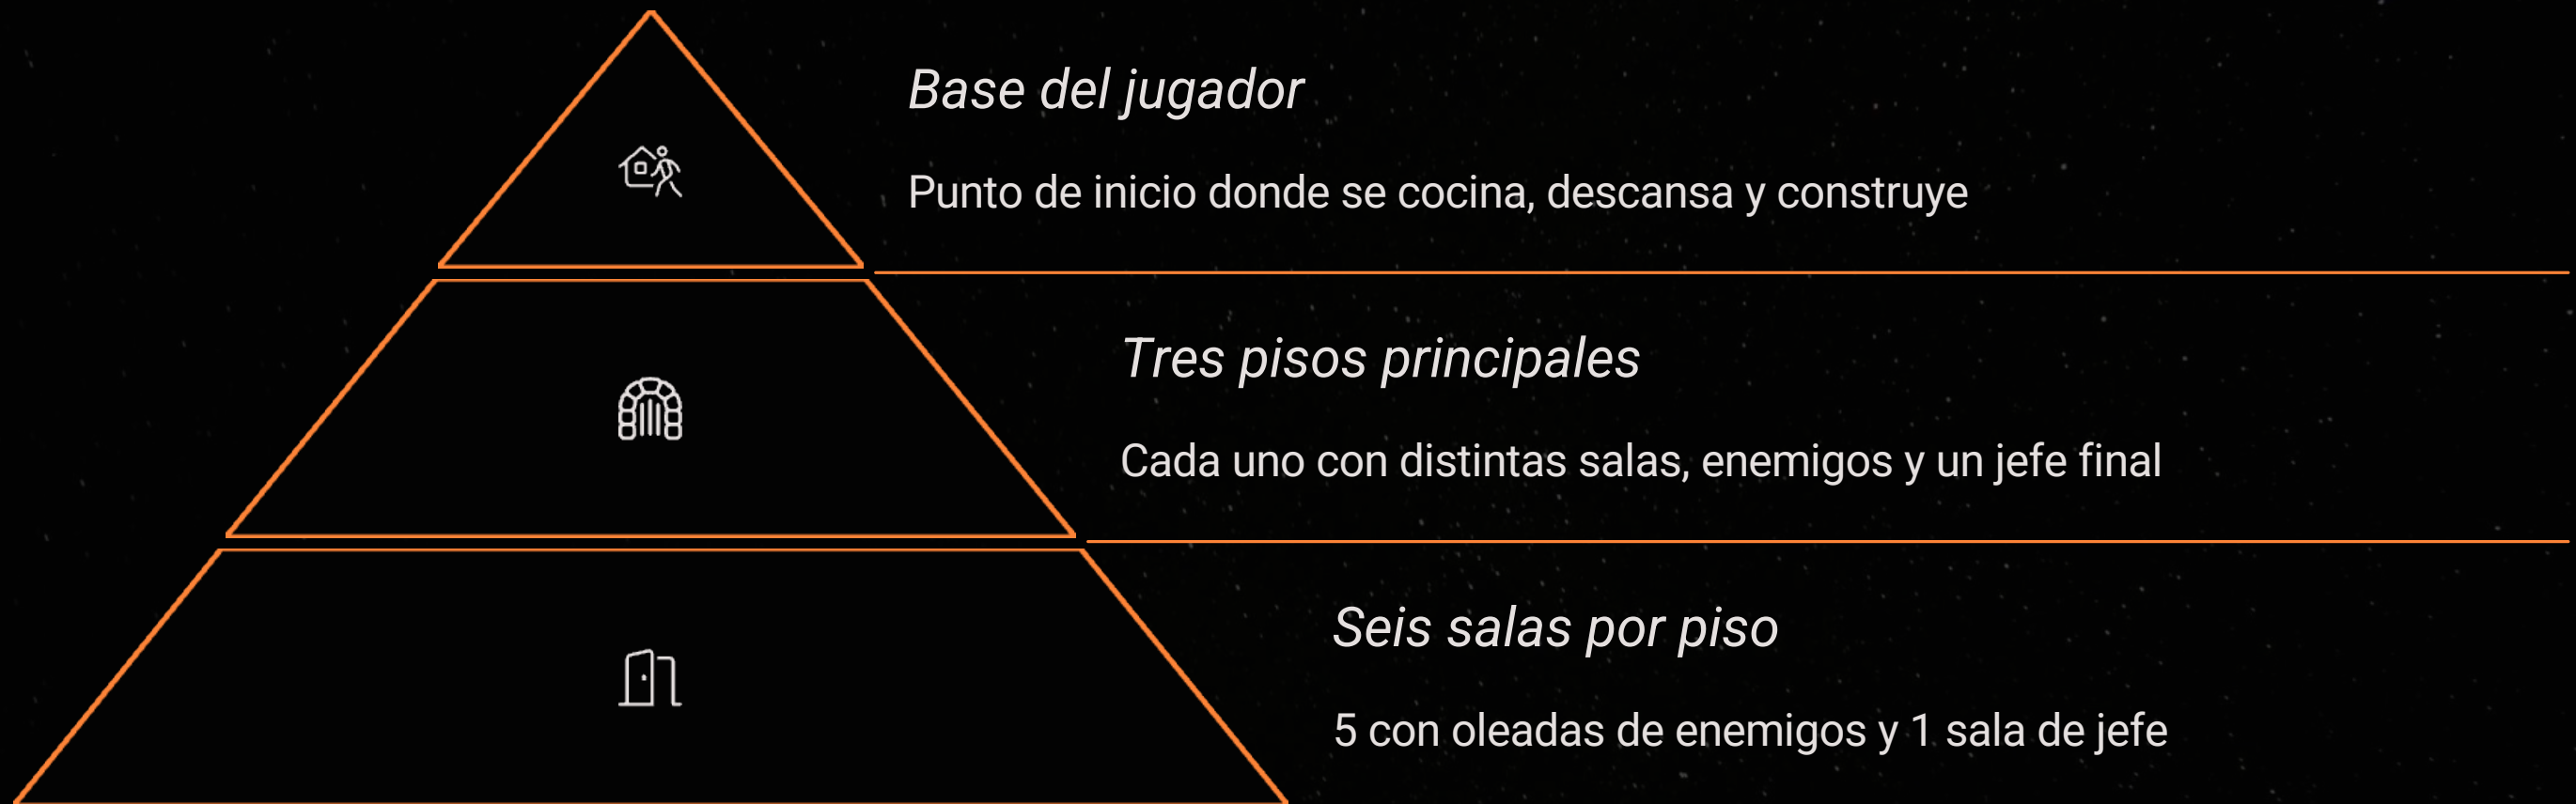 Base del jugador
Punto de inicio donde se cocina, descansa y construye
Tres pisos principales
Cada uno con distintas salas, enemigos y un jefe final
Seis salas por piso
5 con oleadas de enemigos y 1 sala de jefe